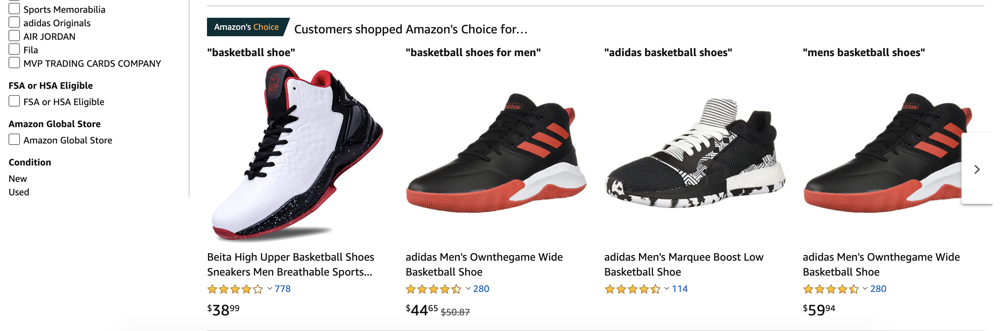 Sports Memorabilia
adidas Originals
AIR JORDAN
Fila
MVP TRADING CARDS COMPANY
FSA or HSA Eligible
FSA or HSA Eligible
Amazon Global Store
Amazon Global Store
Condition
New
Used
Amazon's Choice Customers shopped Amazon's Choice for…
"basketball shoe"
BEITA
Beita High Upper Basketball Shoes
Sneakers Men Breathable Sports...
778
$38.99
"basketball shoes for men"
adidas
adidas Men's Ownthegame Wide
Basketball Shoe
280
$44.65 $50.87
"adidas basketball shoes"
adidas Men's Marquee Boost Low
Basketball Shoe
114
"mens basketball shoes"
adidas
adidas Men's Ownthegame Wide
Basketball Shoe
280
$59.94